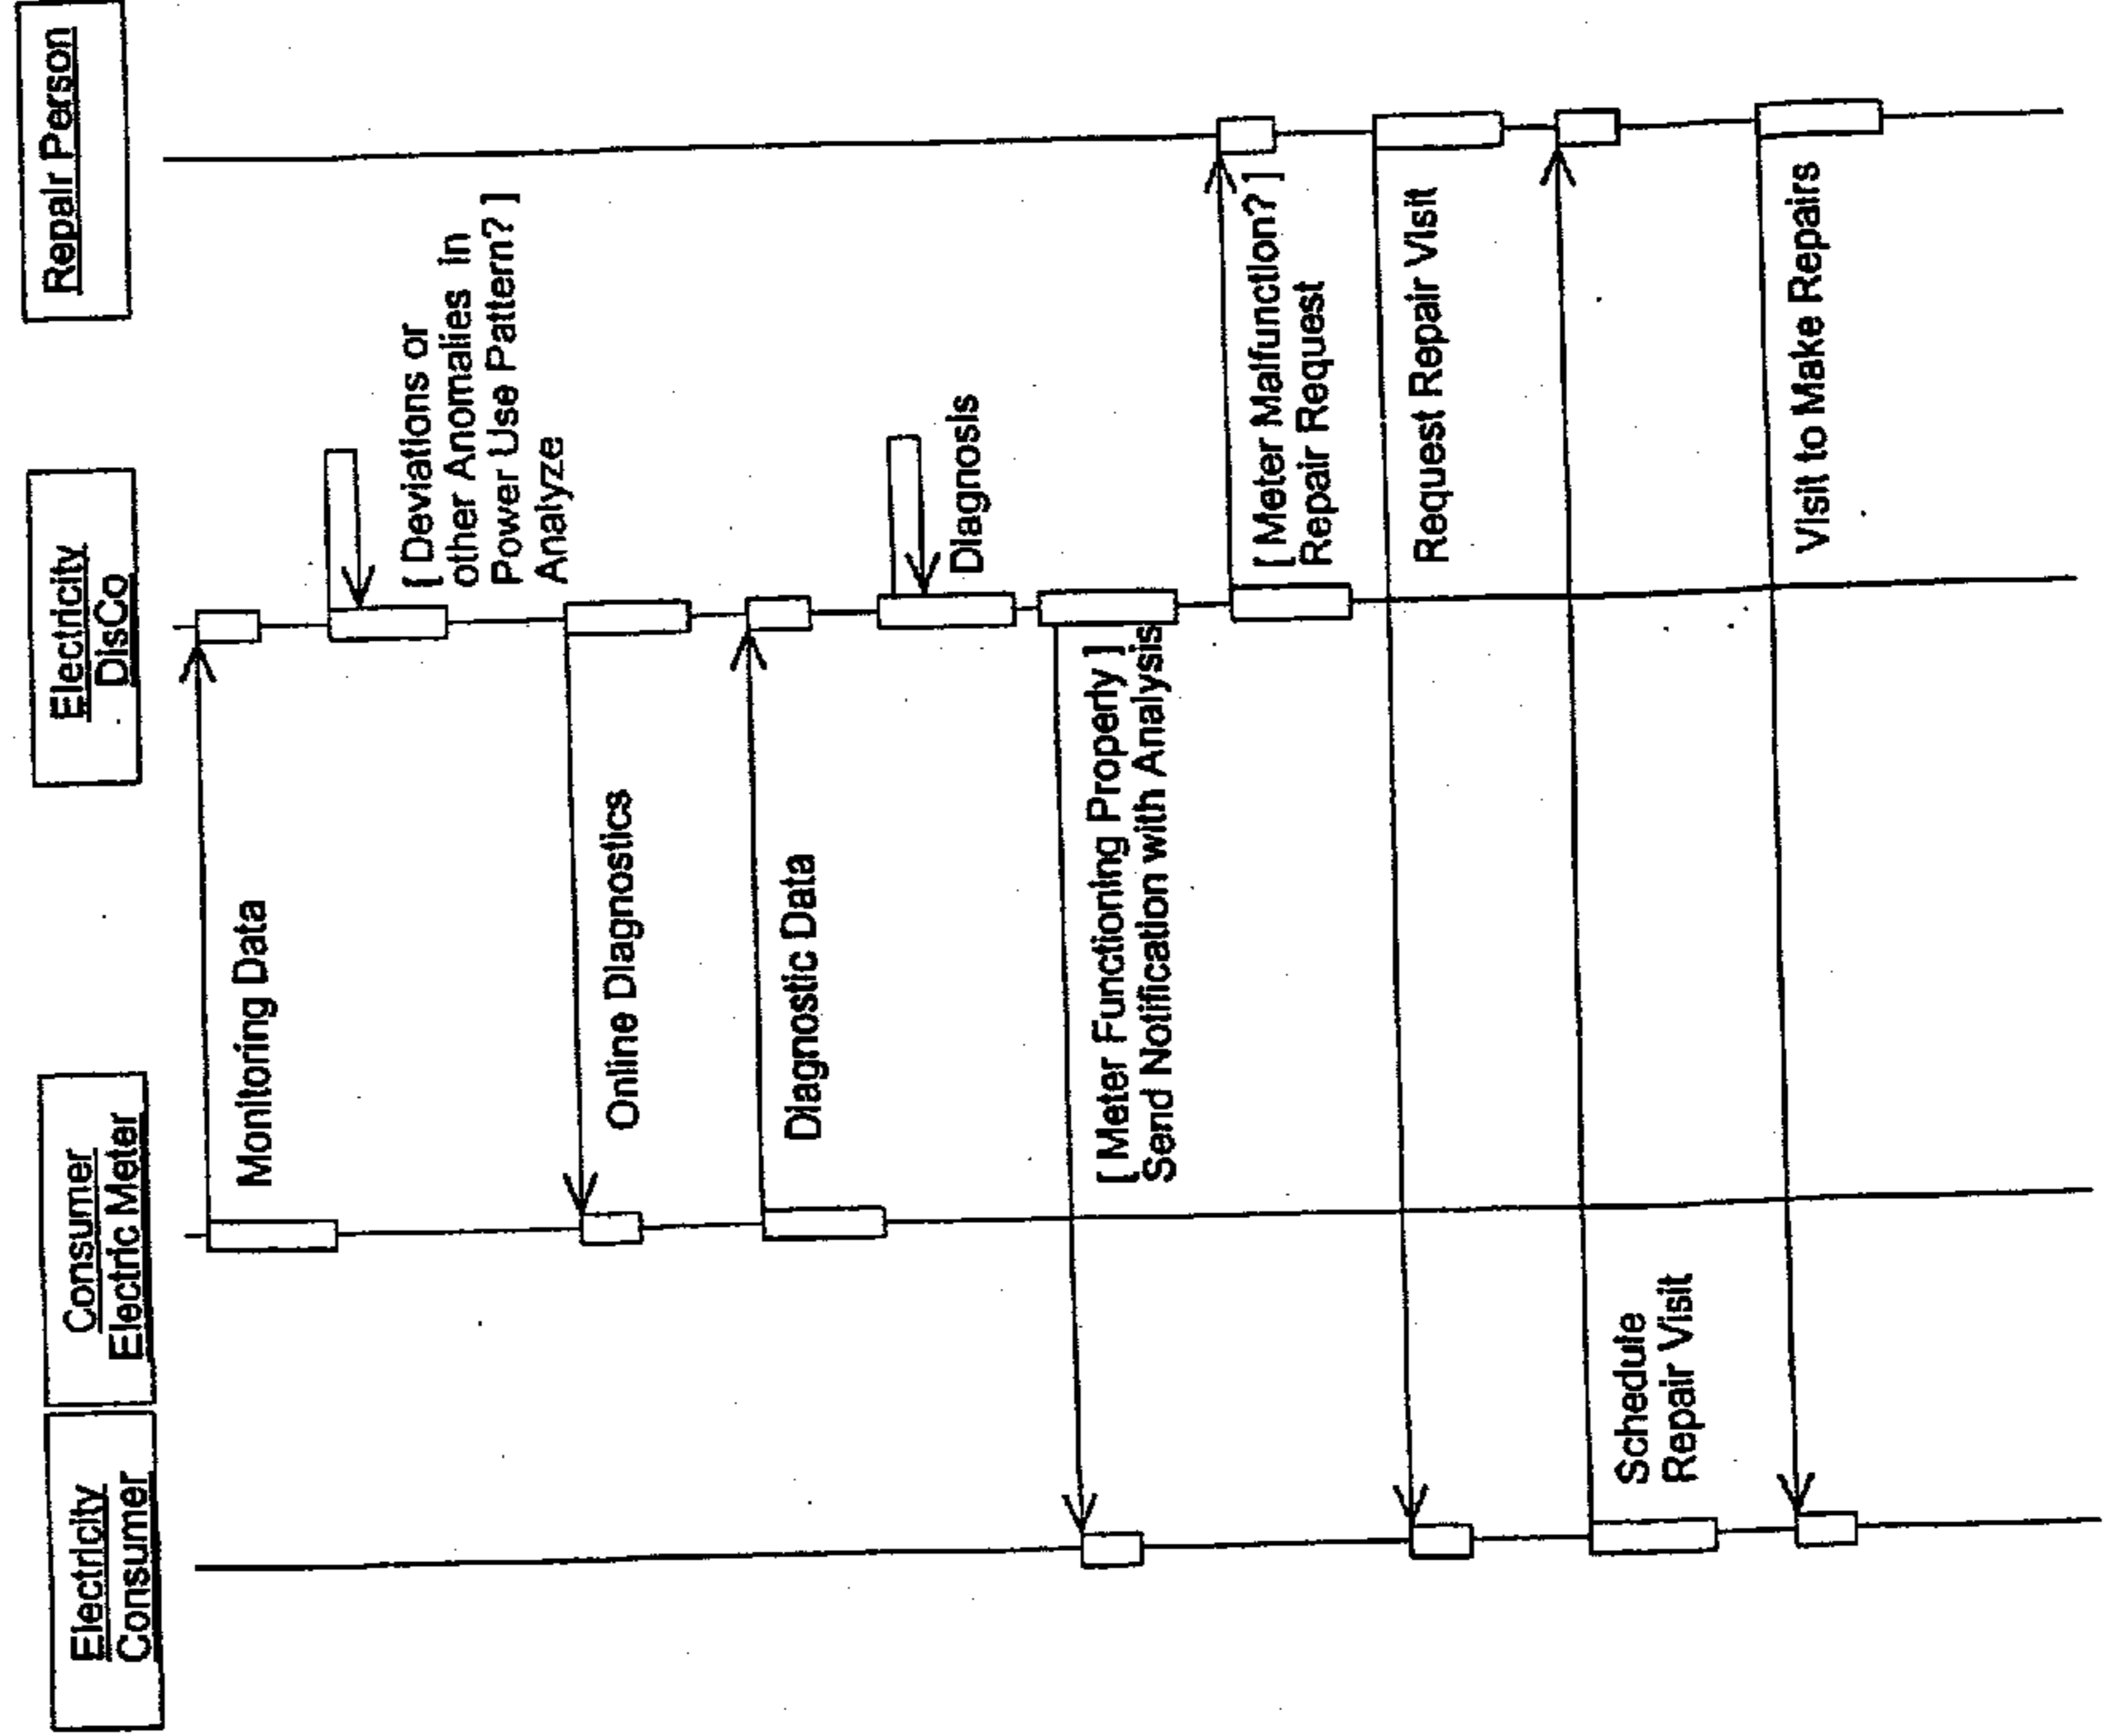 Electricity
Consumer
Consumer
Electric Meter
Electricity
DisCo
Repair Person
Monitoring Data
[ Deviations or
other Anomalies in
Power Use Pattern? ]
Analyze
Online Diagnostics
Diagnostic Data
Diagnosis
[ Meter Functioning Properly ]
Send Notification with Analysis
[ Meter Malfunction? ]
Repair Request
Request Repair Visit
Schedule
Repair Visit
Visit to Make Repairs